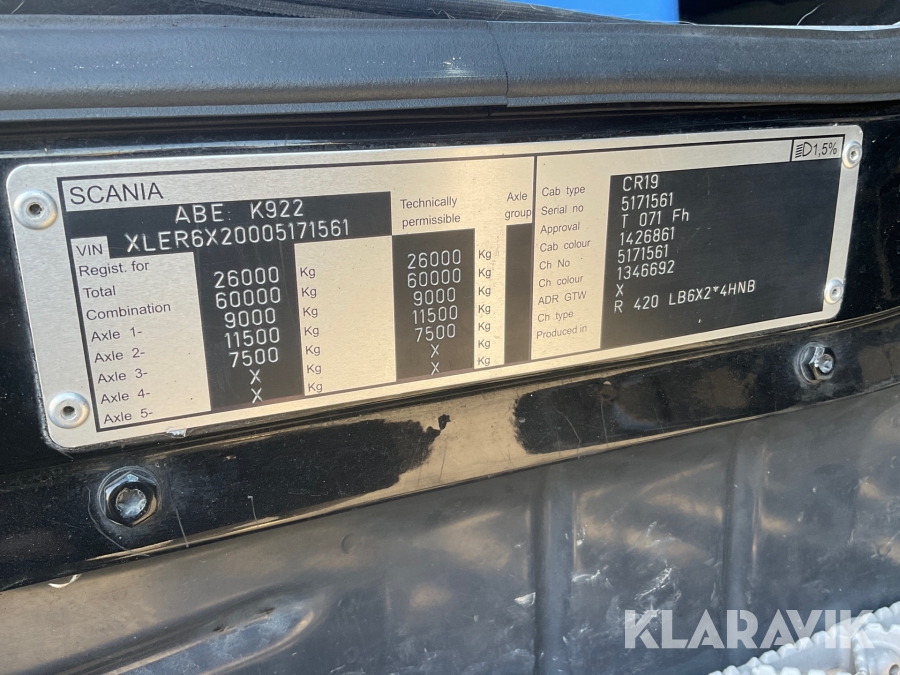 SCANIA
ABE: K922
VIN XLER6X20005171561
Technically permissible
Axle group
Regist. for
Total 26000 Kg 26000 Kg
Combination 60000 Kg 60000 Kg
Axle 1- 9000 Kg 9000 Kg
Axle 2- 11500 Kg 11500 Kg
Axle 3- 7500 Kg 7500 Kg
Axle 4- X Kg X Kg
Axle 5- X Kg X Kg
1,5%
Cab type CR19
Serial no 5171561
Approval T 071 Fh
Cab colour 1426861
Ch No 5171561
Ch colour 1346692
ADR GTW X
Ch type R 420 LB6X2*4HNB
Produced in
KLARAVIK